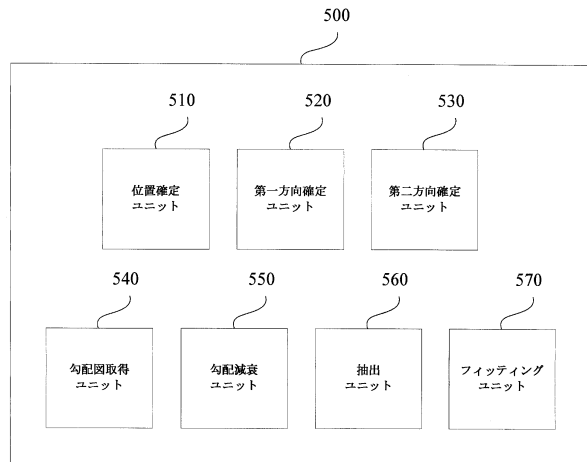 500
510
520
530
位置確定
ユニット
第一方向確定
ユニット
第二方向確定
ユニット
540
550
560
570
勾配図取得
ユニット
勾配減衰
ユニット
抽出
ユニット
フィッティング
ユニット